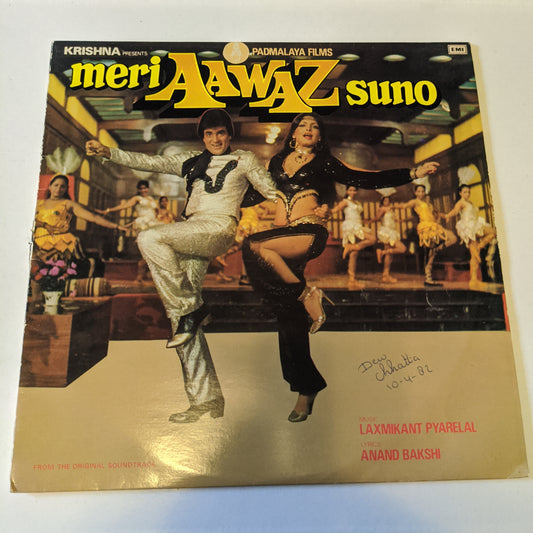 KRISHNA PRESENTS
PADMALAYA FILMS
EMI
meri AAWAZ suno
Dew
Chhatta
10-4-82
MUSIC
LAXMIKANT PYARELAL
LYRICS
ANAND BAKSHI
FROM THE ORIGINAL SOUNDTRACK